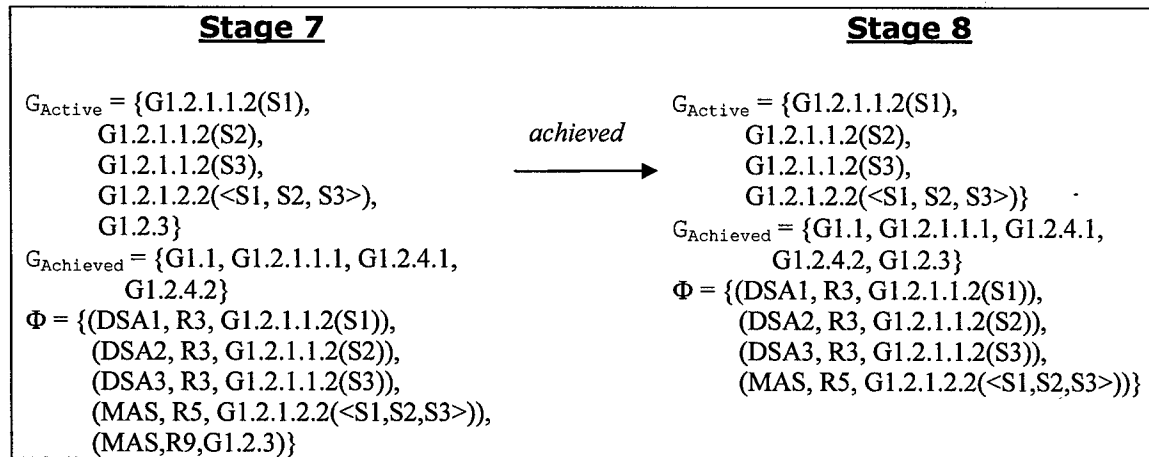 Stage 7
G_Active = {G1.2.1.1.2(S1),
G1.2.1.1.2(S2),
G1.2.1.1.2(S3),
G1.2.1.2.2(<S1, S2, S3>),
G1.2.3}
G_Achieved = {G1.1, G1.2.1.1.1, G1.2.4.1,
G1.2.4.2}
Φ = {(DSA1, R3, G1.2.1.1.2(S1)),
(DSA2, R3, G1.2.1.1.2(S2)),
(DSA3, R3, G1.2.1.1.2(S3)),
(MAS, R5, G1.2.1.2.2(<S1,S2,S3>)),
(MAS,R9,G1.2.3)}
achieved
Stage 8
G_Active = {G1.2.1.1.2(S1),
G1.2.1.1.2(S2),
G1.2.1.1.2(S3),
G1.2.1.2.2(<S1, S2, S3>)}
G_Achieved = {G1.1, G1.2.1.1.1, G1.2.4.1,
G1.2.4.2, G1.2.3}
Φ = {(DSA1, R3, G1.2.1.1.2(S1)),
(DSA2, R3, G1.2.1.1.2(S2)),
(DSA3, R3, G1.2.1.1.2(S3)),
(MAS, R5, G1.2.1.2.2(<S1,S2,S3>))}